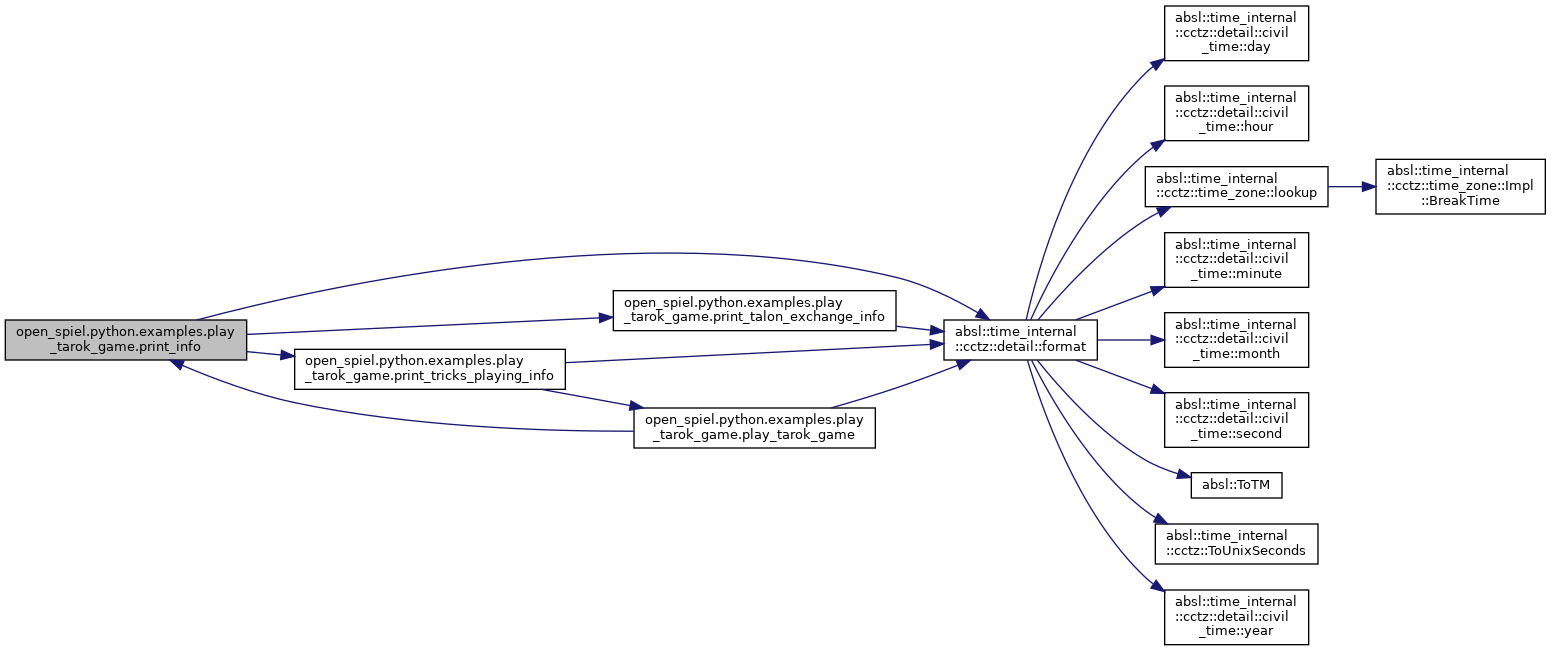 absl::time_internal
::cctz::detail::civil
_time::day
absl::time_internal
::cctz::detail::civil
_time::hour
absl::time_internal
::cctz::time_zone::lookup
absl::time_internal
::cctz::time_zone::Impl
::BreakTime
absl::time_internal
::cctz::detail::civil
_time::minute
open_spiel.python.examples.play
_tarok_game.print_info
open_spiel.python.examples.play
_tarok_game.print_talon_exchange_info
open_spiel.python.examples.play
_tarok_game.print_tricks_playing_info
open_spiel.python.examples.play
_tarok_game.play_tarok_game
absl::time_internal
::cctz::detail::format
absl::time_internal
::cctz::detail::civil
_time::month
absl::time_internal
::cctz::detail::civil
_time::second
absl::ToTM
absl::time_internal
::cctz::ToUnixSeconds
absl::time_internal
::cctz::detail::civil
_time::year